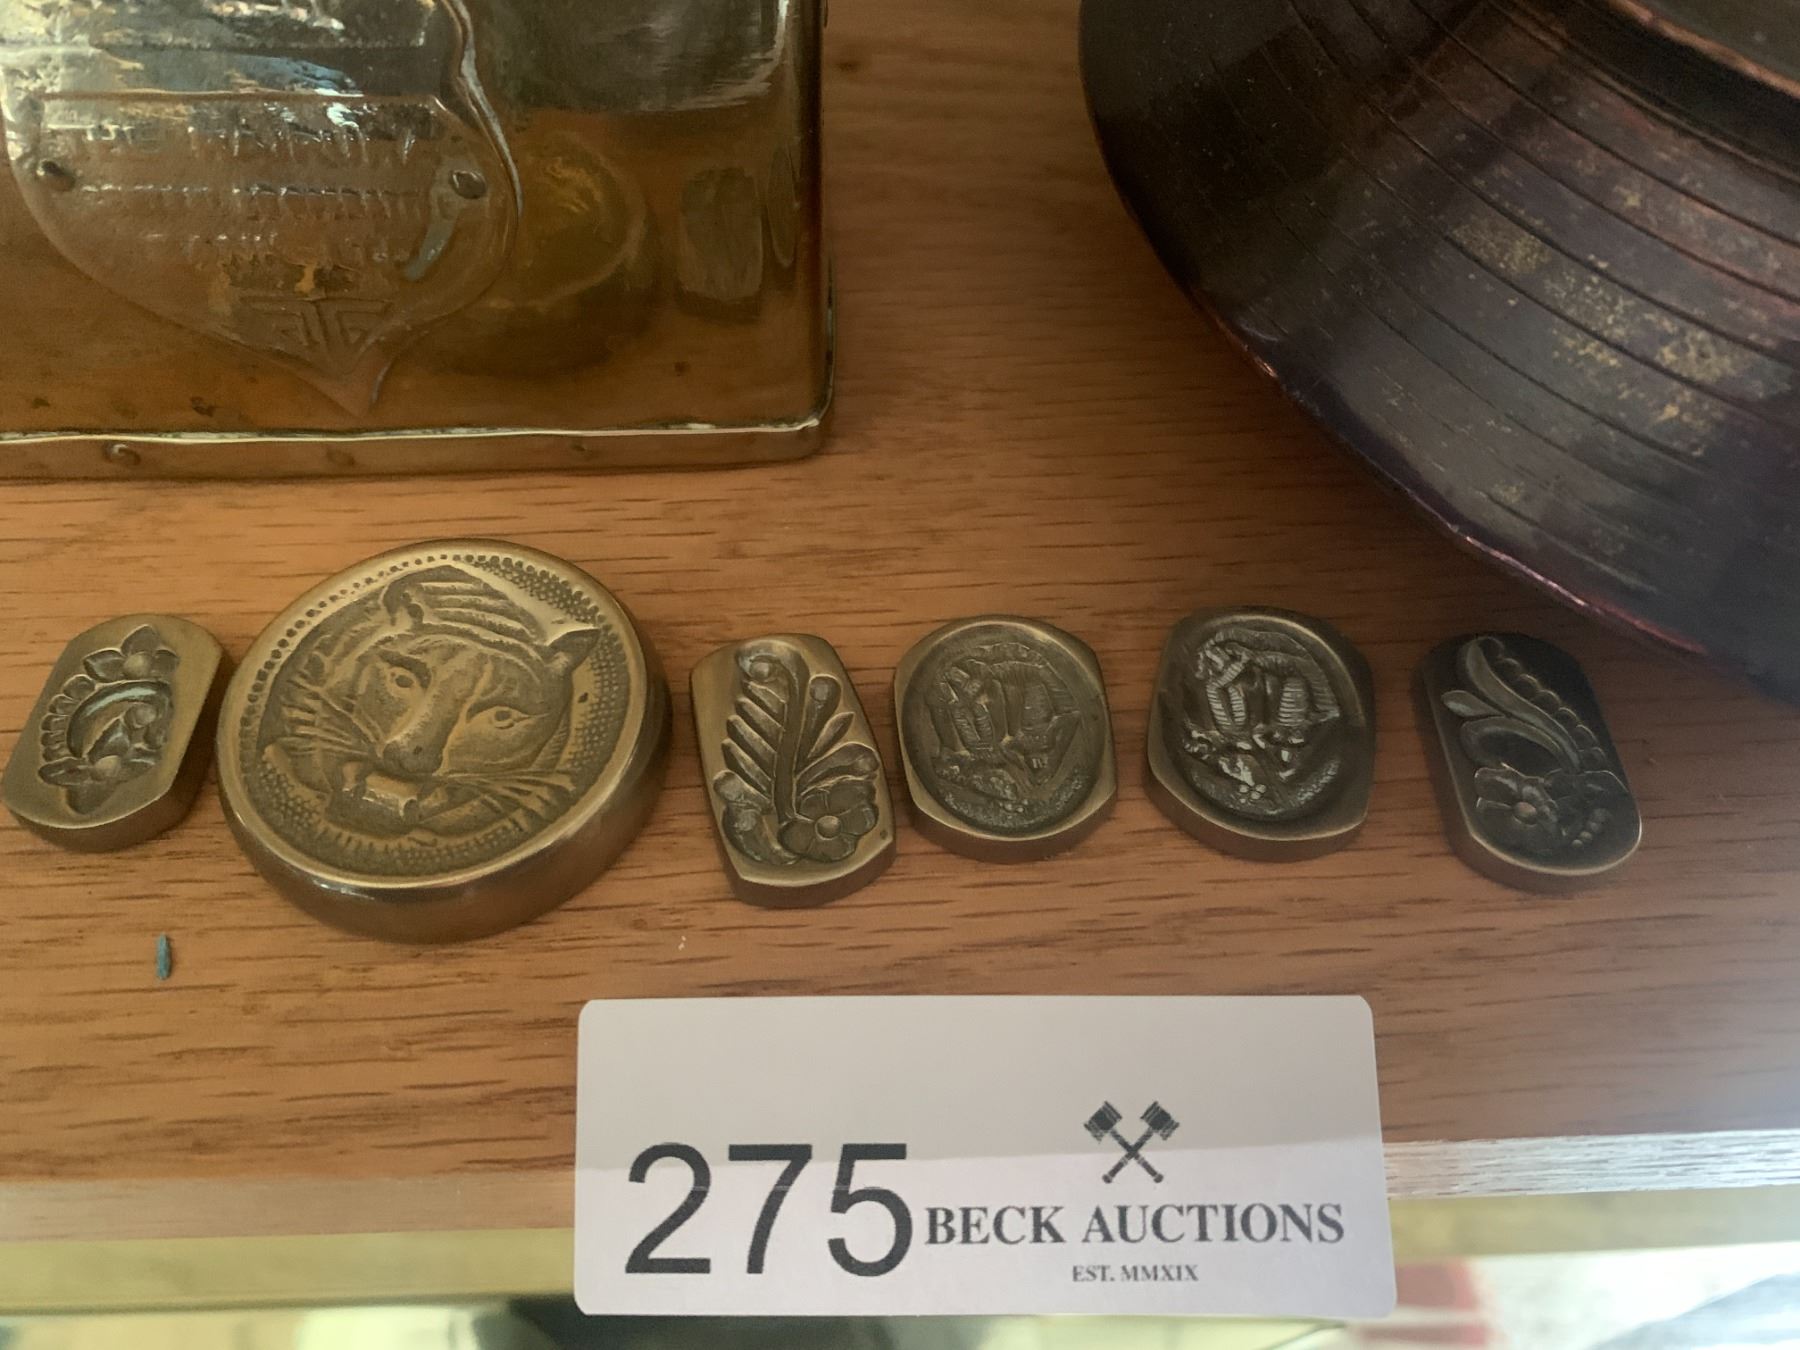 275
BECK AUCTIONS
EST. MMXIX